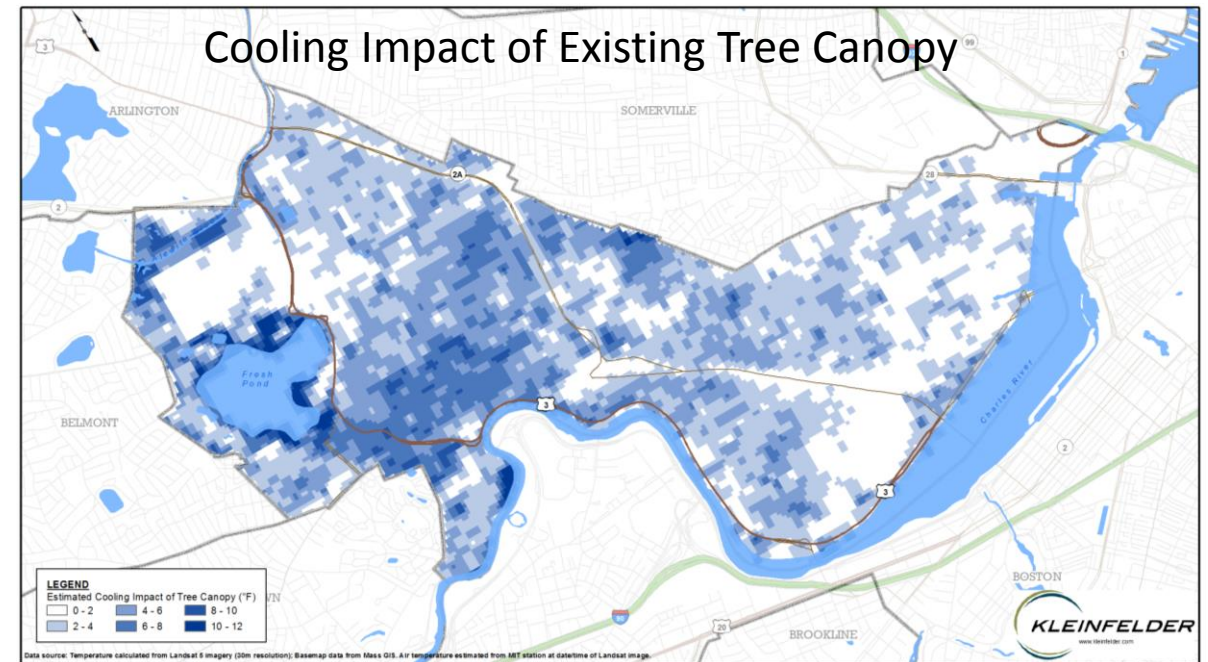 Cooling Impact of Existing Tree Canopy
3
99
1
ARLINGTON
SOMERVILLE
2A
28
2
Fresh
Pond
BELMONT
3
Charles River
2
3
LEGEND
Estimated Cooling Impact of Tree Canopy (°F)
0 - 2
4 - 6
8 - 10
2 - 4
6 - 8
10 - 12
WN
BOSTON
20
BROOKLINE
KLEINFELDER
www.kleinfelder.com
Data source: Temperature calculated from Landsat 5 imagery (30m resolution); Basemap data from Mass GIS. Air temperature estimated from MIT station at date/time of Landsat image.